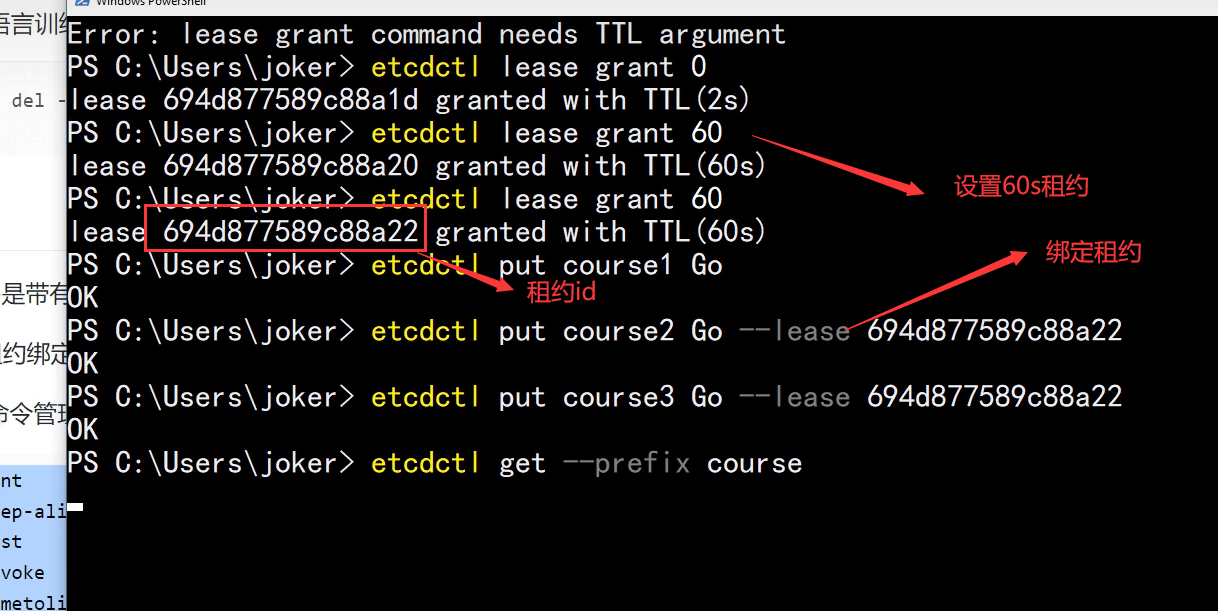 Windows PowerShell
语言训练
Error: lease grant command needs TTL argument
PS C:\Users\joker> etcdctl lease grant 0
del -
lease 694d877589c88a1d granted with TTL(2s)
PS C:\Users\joker> etcdctl lease grant 60
lease 694d877589c88a20 granted with TTL(60s)
设置60s租约
PS C:\Users\joker> etcdctl lease grant 60
lease 694d877589c88a22 granted with TTL(60s)
绑定租约
PS C:\Users\joker> etcdctl put course1 Go
租约id
是带有
OK
PS C:\Users\joker> etcdctl put course2 Go --lease 694d877589c88a22
约绑定
OK
PS C:\Users\joker> etcdctl put course3 Go --lease 694d877589c88a22
命令管理
OK
PS C:\Users\joker> etcdctl get --prefix course
nt
ep-ali
st
voke
metoli